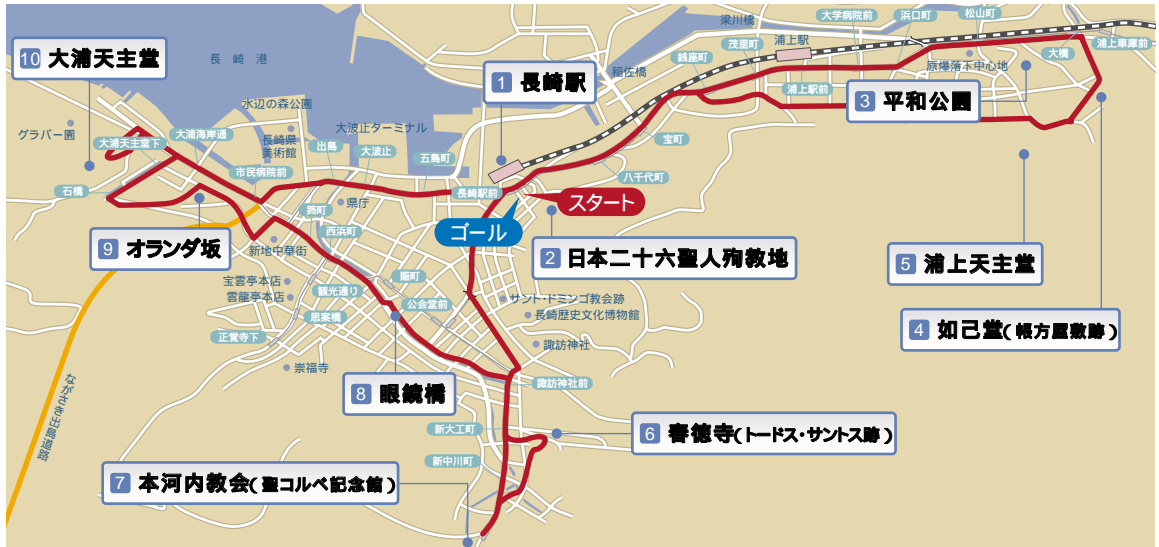 10 大浦天主堂
長崎港
1 長崎駅
梁川橋
大学病院前
浜口町
松山町
浦上駅
茂里町
銭座町
稲佐橋
原爆落下中心地
大橋
浦上車庫前
浦上駅前
3 平和公園
水辺の森公園
グラバー園
大浦天主堂下
大浦海岸通
長崎県
美術館
大波止ターミナル
出島
大波止
五島町
宝町
八千代町
市民病院前
石橋
長崎駅前
スタート
ゴール
築町
県庁
西浜町
9 オランダ坂
新地中華街
2 日本二十六聖人殉教地
5 浦上天主堂
宝雲亭本店
雲龍亭本店
賑町
観光通り
公会堂前
サント・ドミンゴ教会跡
長崎歴史文化博物館
思案橋
正覚寺下
諏訪神社
4 如己堂(帳方屋敷跡)
崇福寺
8 眼鏡橋
諏訪神社前
ながさき出島道路
新大工町
6 春徳寺(トードス・サントス跡)
新中川町
7 本河内教会(聖コルベ記念館)